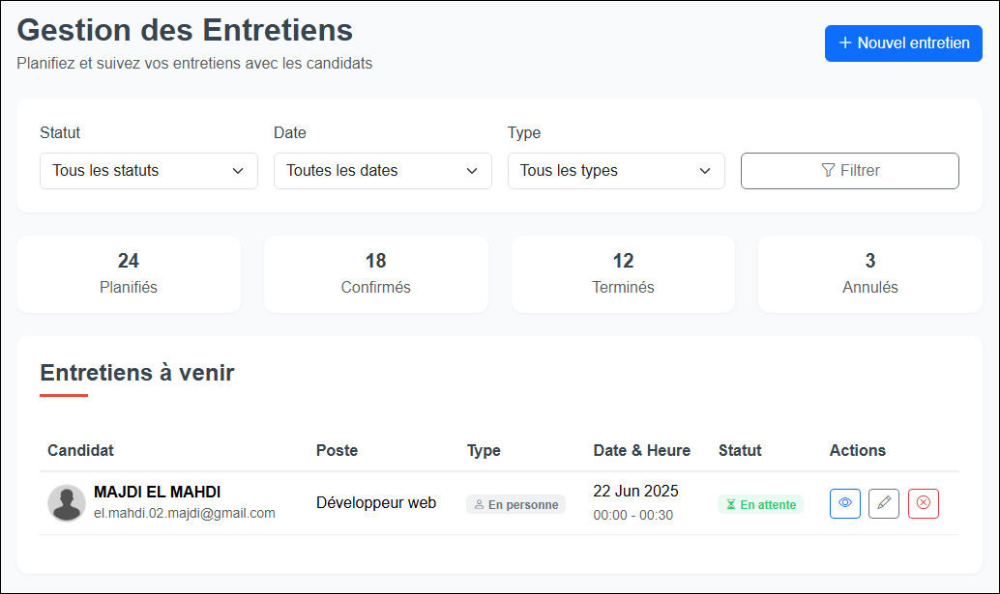 Gestion des Entretiens
Planifiez et suivez vos entretiens avec les candidats
+ Nouvel entretien
Statut Date Type
Tous les statuts Toutes les dates Tous les types Filtrer
24 18 12 3
Planifiés Confirmés Terminés Annulés
Entretiens à venir
Candidat Poste Type Date & Heure Statut Actions
MAJDI EL MAHDI
el.mahdi.02.majdi@gmail.com
Développeur web
En personne
22 Jun 2025
00:00 - 00:30
En attente